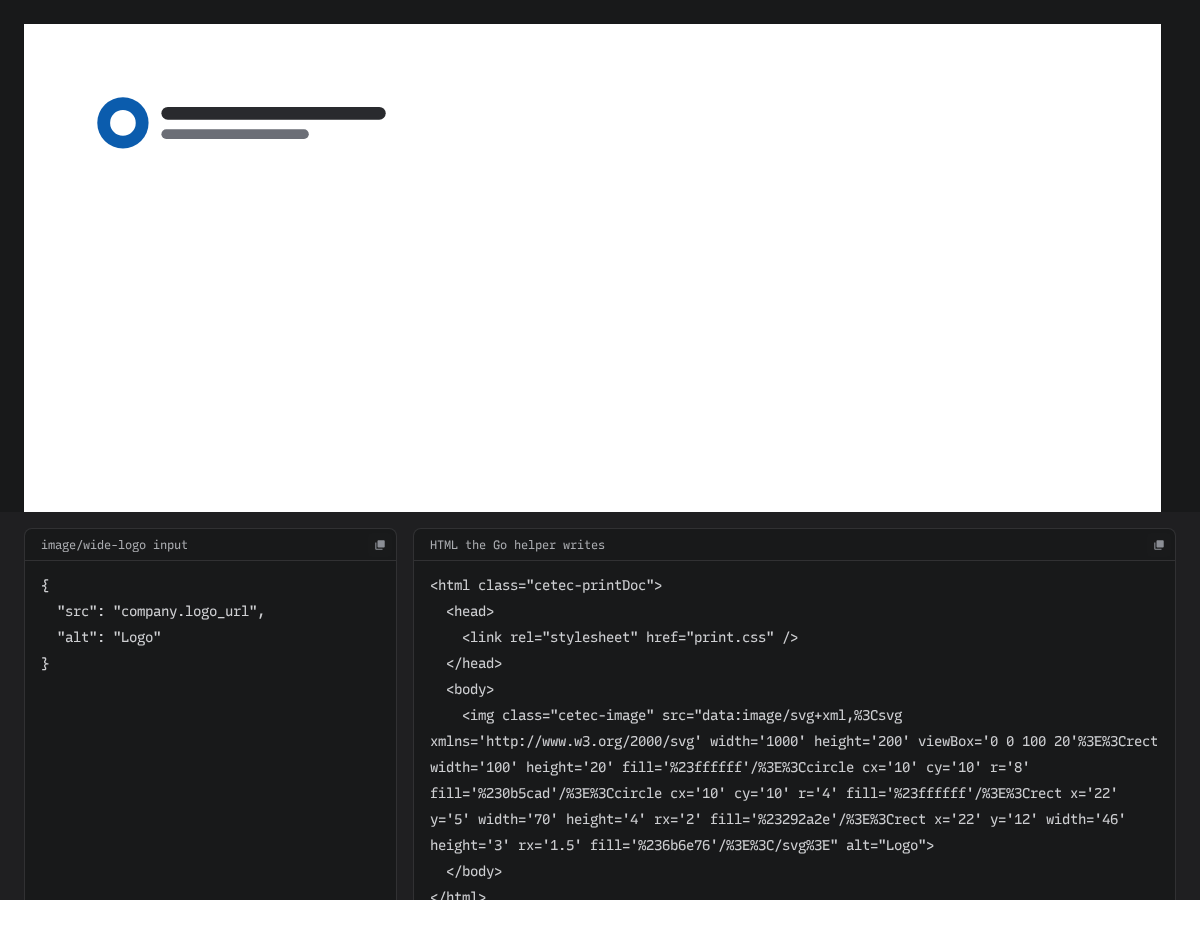 image/wide-logo input
{
"src": "company.logo_url",
"alt": "Logo"
}
HTML the Go helper writes
<html class="cetec-printDoc">
<head>
<link rel="stylesheet" href="print.css" />
</head>
<body>
<img class="cetec-image" src="data:image/svg+xml,%3Csvg
xmlns='http://www.w3.org/2000/svg' width='1000' height='200' viewBox='0 0 100 20'%3E%3Crect
width='100' height='20' fill='%23ffffff'/%3E%3Ccircle cx='10' cy='10' r='8'
fill='%230b5cad'/%3E%3Ccircle cx='10' cy='10' r='4' fill='%23ffffff'/%3E%3Crect x='22'
y='5' width='70' height='4' rx='2' fill='%23292a2e'/%3E%3Crect x='22' y='12' width='46'
height='3' rx='1.5' fill='%236b6e76'/%3E%3C/svg%3E" alt="Logo">
</body>
</html>